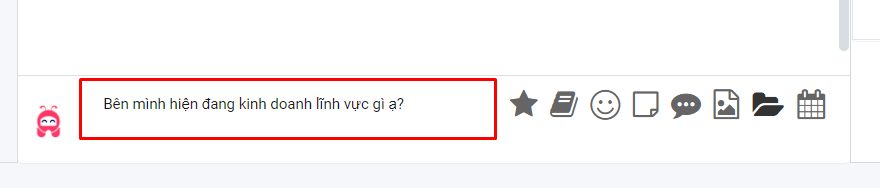 Bên mình hiện đang kinh doanh lĩnh vực gì ạ?